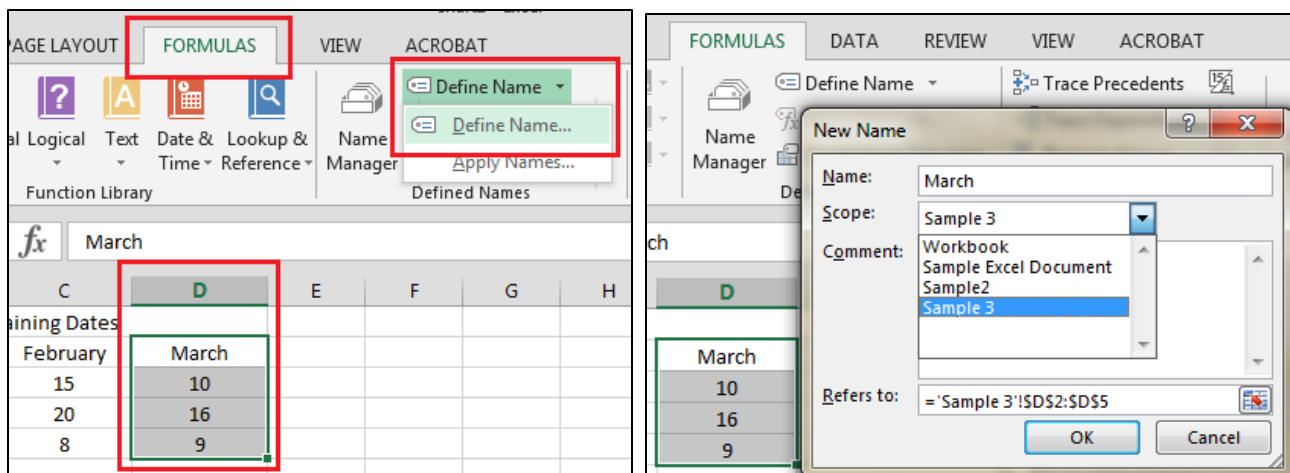 PAGE LAYOUT FORMULAS VIEW ACROBAT
Define Name
Define Name...
Apply Names...
Logical Text Date & Time Lookup & Reference Name Manager
Function Library Defined Names
fx March
C D E F G H
aining Dates
February March
15 10
20 16
8 9
FORMULAS DATA REVIEW VIEW ACROBAT
Define Name Trace Precedents
Name Manager
New Name
Name: March
Scope: Sample 3
Workbook
Comment:
Sample Excel Document
Sample2
Sample 3
ch
D
March
10
16
9
Refers to: ='Sample 3'!$D$2:$D$5
OK Cancel